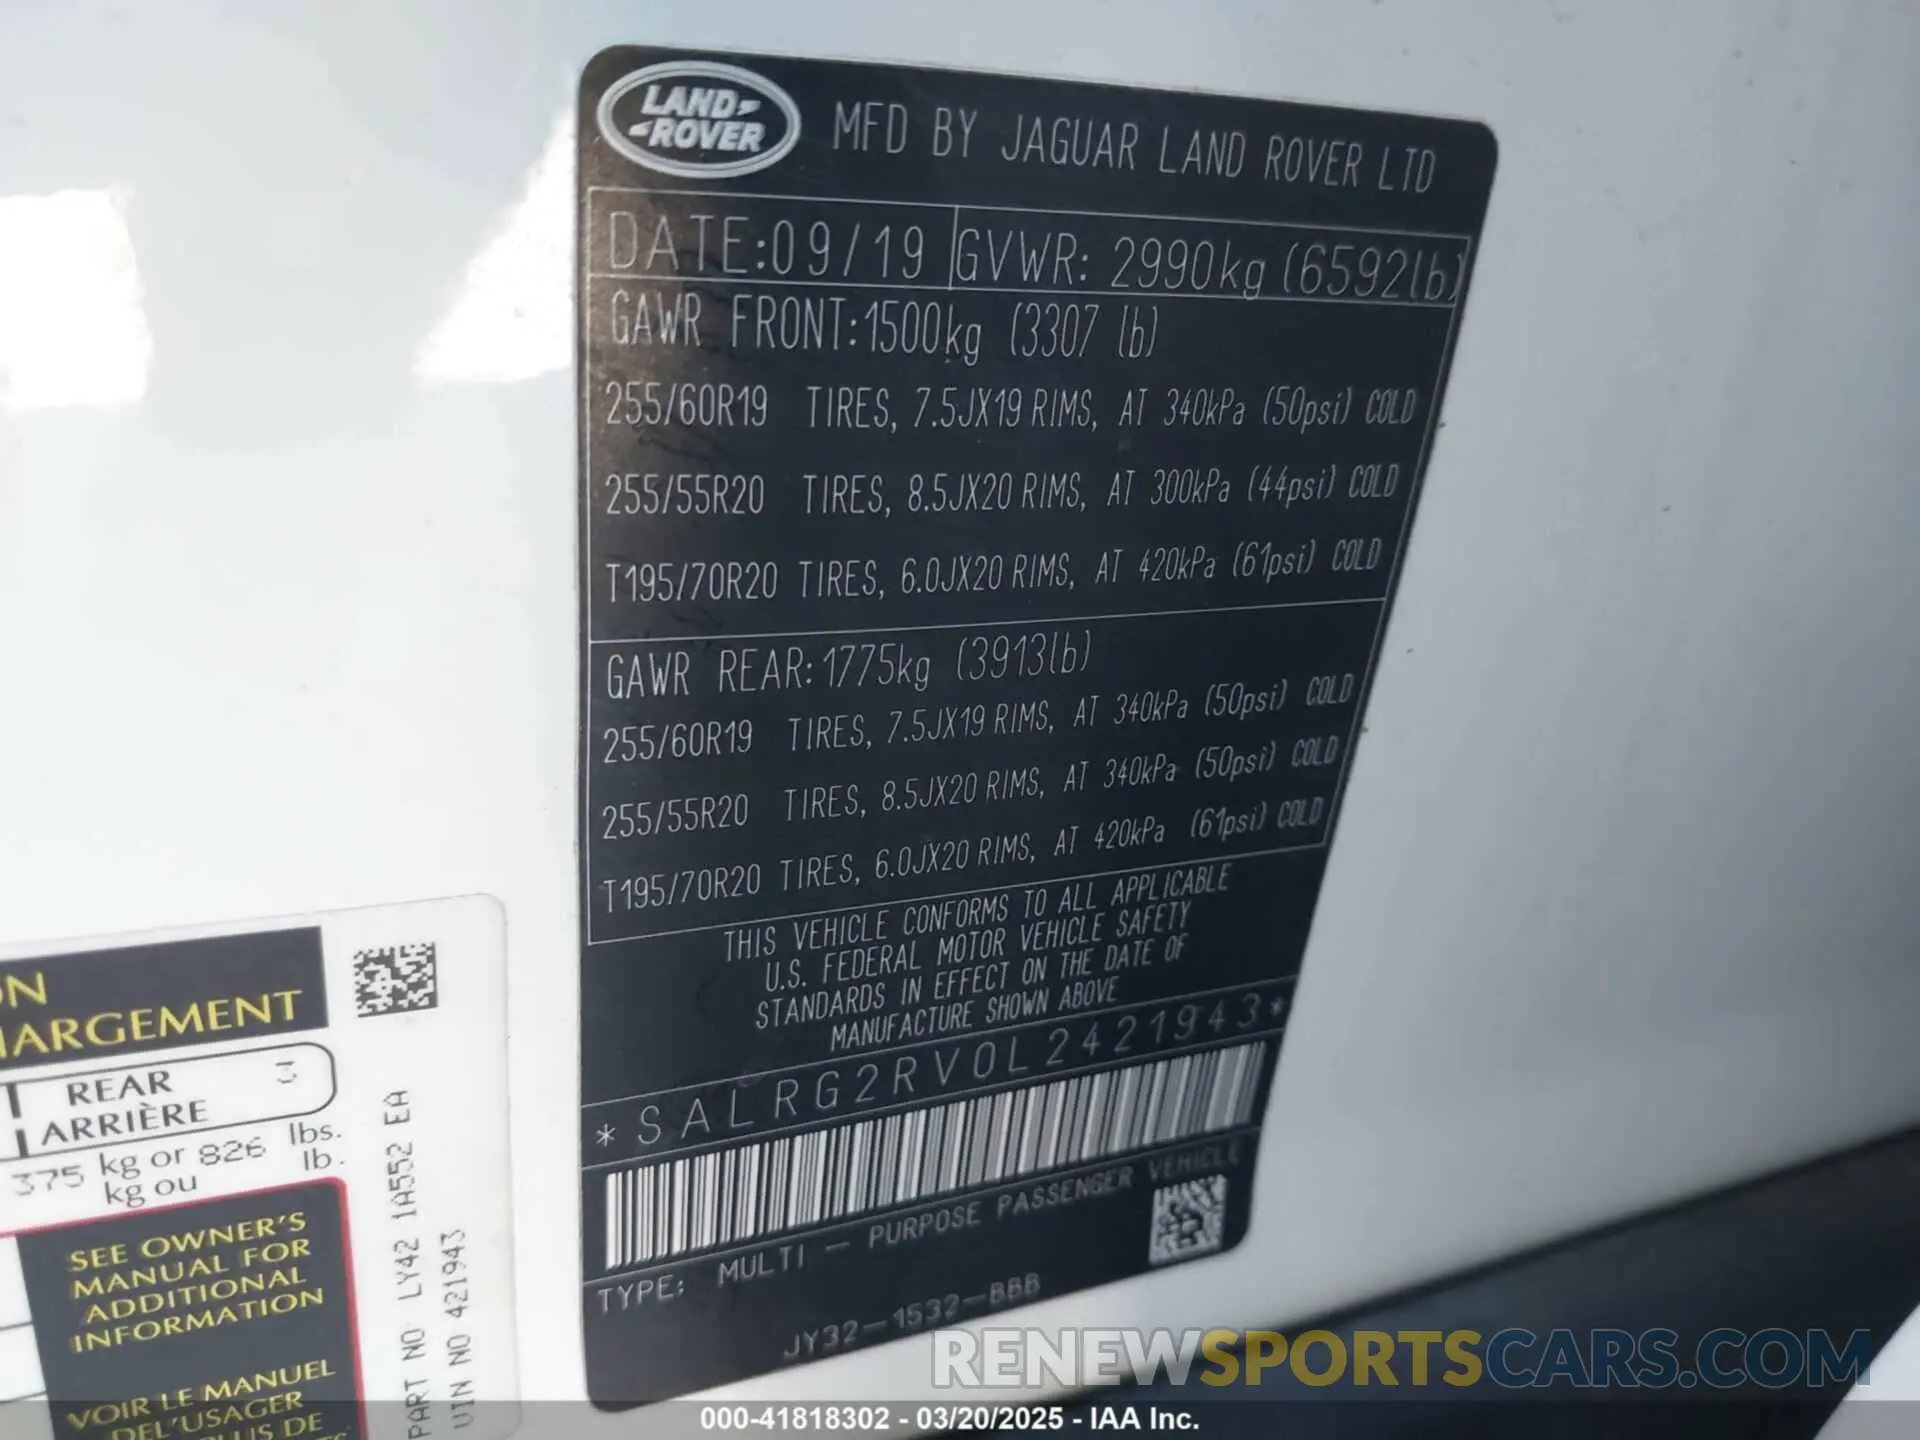 LAND
ROVER
MFD BY JAGUAR LAND ROVER LTD
DATE:09/19 GVWR: 2990kg (6592lb)
GAWR FRONT:1500kg (3307 lb)
255/60R19 TIRES, 7.5JX19 RIMS, AT 340kPa (50psi) COLD
255/55R20 TIRES, 8.5JX20 RIMS, AT 300kPa (44psi) COLD
T195/70R20 TIRES, 6.0JX20 RIMS, AT 420kPa (61psi) COLD
GAWR REAR:1775kg (3913lb)
255/60R19 TIRES, 7.5JX19 RIMS, AT 340kPa (50psi) COLD
255/55R20 TIRES, 8.5JX20 RIMS, AT 340kPa (50psi) COLD
T195/70R20 TIRES, 6.0JX20 RIMS, AT 420kPa (61psi) COLD
THIS VEHICLE CONFORMS TO ALL APPLICABLE
U.S. FEDERAL MOTOR VEHICLE SAFETY
STANDARDS IN EFFECT ON THE DATE OF
MANUFACTURE SHOWN ABOVE
*SALRG2RV0L2421943*
TYPE: MULTI - PURPOSE PASSENGER VEHICLE
JY32-1532-BBB
ON
HARGEMENT
REAR 3
ARRIÈRE
375 kg or 826 lbs.
kg ou lb.
SEE OWNER'S
MANUAL FOR
ADDITIONAL
INFORMATION
VOIR LE MANUEL
DEL'USAGER
PLUS DE
PART NO: LY42 1A552 EA
VIN NO 421943
RENEWSPORTSCARS.COM
000-41818302 - 03/20/2025 - IAA Inc.